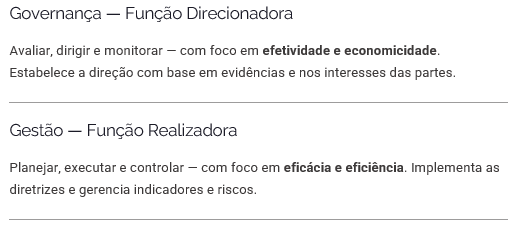 Governança — Função Direcionadora
Avaliar, dirigir e monitorar — com foco em efetividade e economicidade.
Estabelece a direção com base em evidências e nos interesses das partes.
Gestão — Função Realizadora
Planejar, executar e controlar — com foco em eficácia e eficiência. Implementa as
diretrizes e gerencia indicadores e riscos.